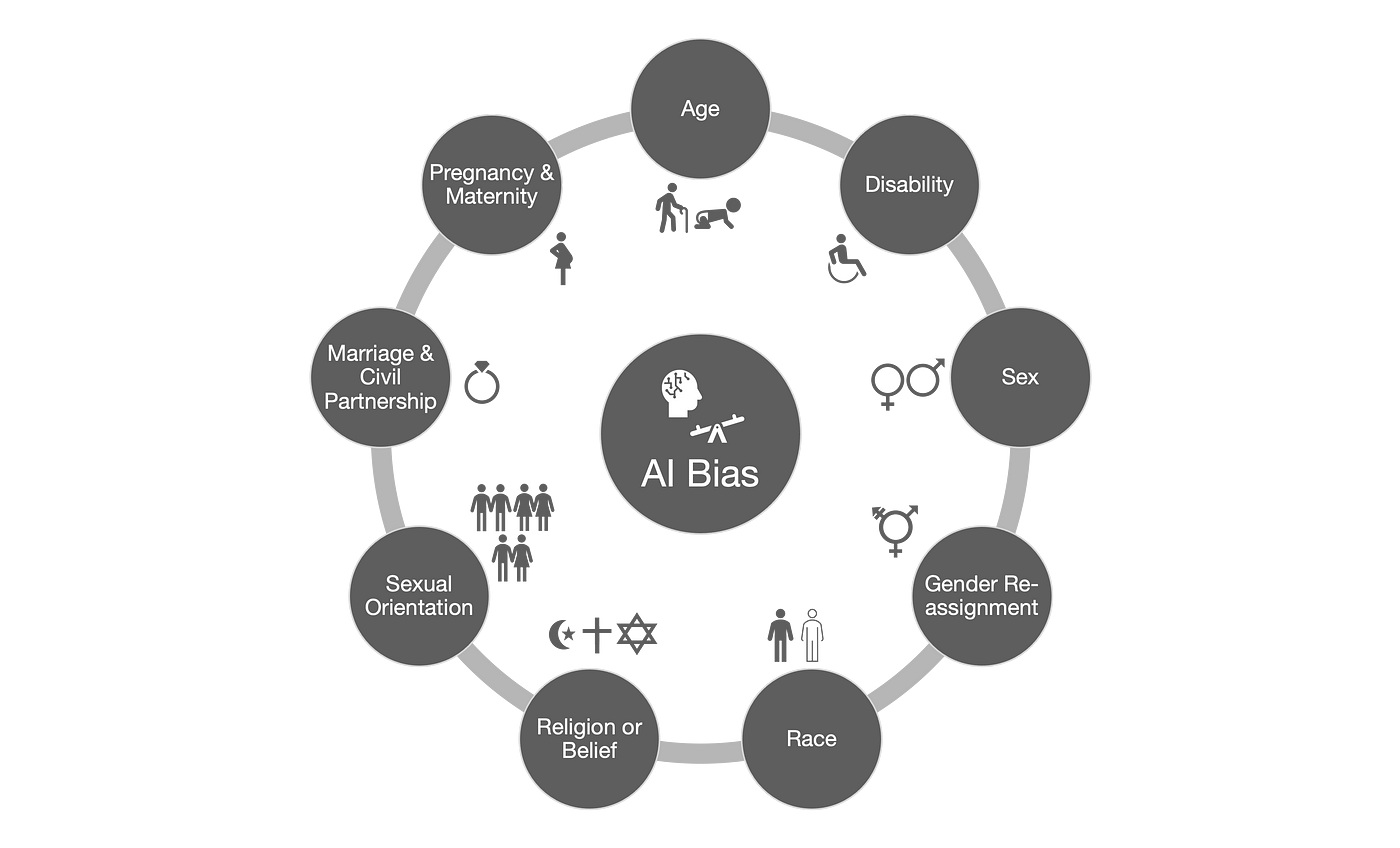 Age
Disability
Sex
Gender Re-
assignment
Race
Religion or
Belief
Sexual
Orientation
Marriage &
Civil
Partnership
Pregnancy &
Maternity
AI Bias